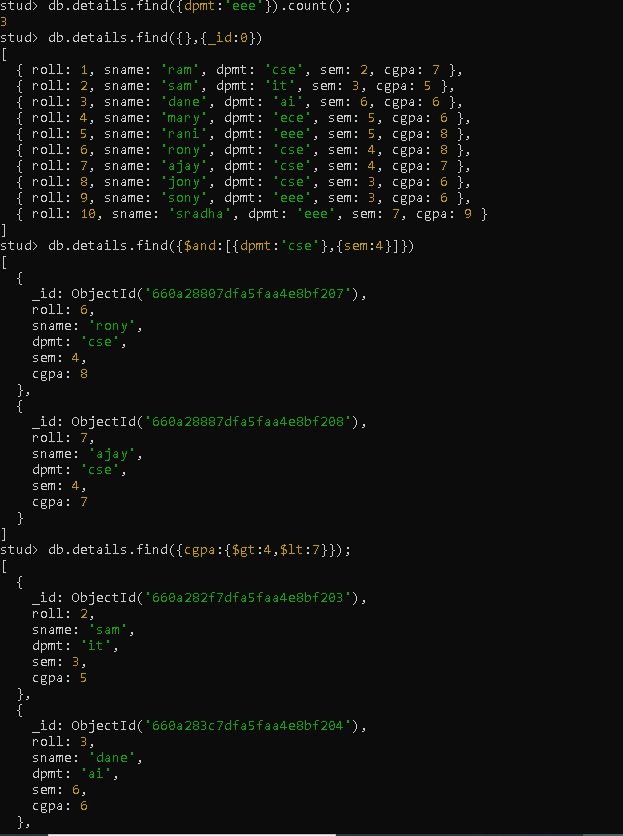 stud> db.details.find({dpmt:'eee'}).count();
3
stud> db.details.find({},{_id:0})
[
  { roll: 1, sname: 'ram', dpmt: 'cse', sem: 2, cgpa: 7 },
  { roll: 2, sname: 'sam', dpmt: 'it', sem: 3, cgpa: 5 },
  { roll: 3, sname: 'dane', dpmt: 'ai', sem: 6, cgpa: 6 },
  { roll: 4, sname: 'mary', dpmt: 'ece', sem: 5, cgpa: 6 },
  { roll: 5, sname: 'rani', dpmt: 'eee', sem: 5, cgpa: 8 },
  { roll: 6, sname: 'rony', dpmt: 'cse', sem: 4, cgpa: 8 },
  { roll: 7, sname: 'ajay', dpmt: 'cse', sem: 4, cgpa: 7 },
  { roll: 8, sname: 'jony', dpmt: 'cse', sem: 3, cgpa: 6 },
  { roll: 9, sname: 'sony', dpmt: 'eee', sem: 3, cgpa: 6 },
  { roll: 10, sname: 'sradha', dpmt: 'eee', sem: 7, cgpa: 9 }
]
stud> db.details.find({$and:[{dpmt:'cse'},{sem:4}]})
[
  {
    _id: ObjectId('660a28807dfa5faa4e8bf207'),
    roll: 6,
    sname: 'rony',
    dpmt: 'cse',
    sem: 4,
    cgpa: 8
  },
  {
    _id: ObjectId('660a28887dfa5faa4e8bf208'),
    roll: 7,
    sname: 'ajay',
    dpmt: 'cse',
    sem: 4,
    cgpa: 7
  }
]
stud> db.details.find({cgpa:{$gt:4,$lt:7}});
[
  {
    _id: ObjectId('660a282f7dfa5faa4e8bf203'),
    roll: 2,
    sname: 'sam',
    dpmt: 'it',
    sem: 3,
    cgpa: 5
  },
  {
    _id: ObjectId('660a283c7dfa5faa4e8bf204'),
    roll: 3,
    sname: 'dane',
    dpmt: 'ai',
    sem: 6,
    cgpa: 6
  },